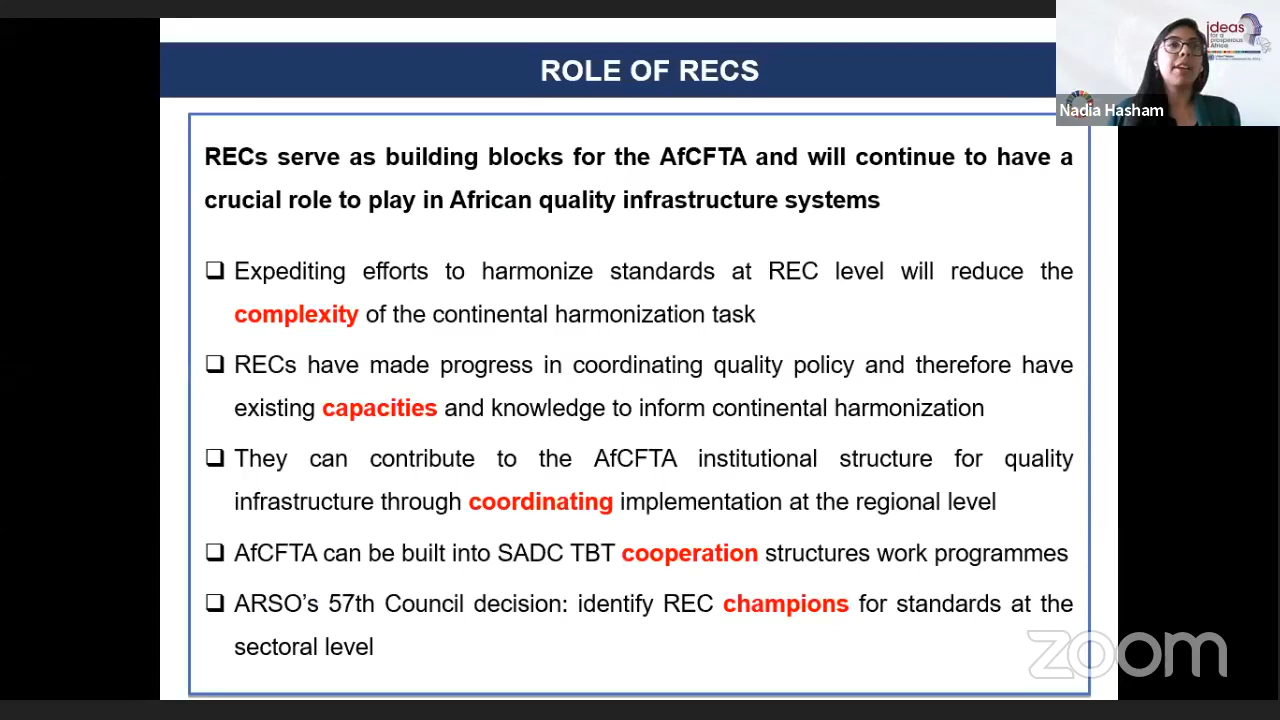 ROLE OF RECS
ideas
for a
prosperous
Africa
Nadia Hasham
RECs serve as building blocks for the AfCFTA and will continue to have a
crucial role to play in African quality infrastructure systems
❑ Expediting efforts to harmonize standards at REC level will reduce the
complexity of the continental harmonization task
❑ RECs have made progress in coordinating quality policy and therefore have
existing capacities and knowledge to inform continental harmonization
❑ They can contribute to the AfCFTA institutional structure for quality
infrastructure through coordinating implementation at the regional level
❑ AfCFTA can be built into SADC TBT cooperation structures work programmes
❑ ARSO’s 57th Council decision: identify REC champions for standards at the
sectoral level
zoom